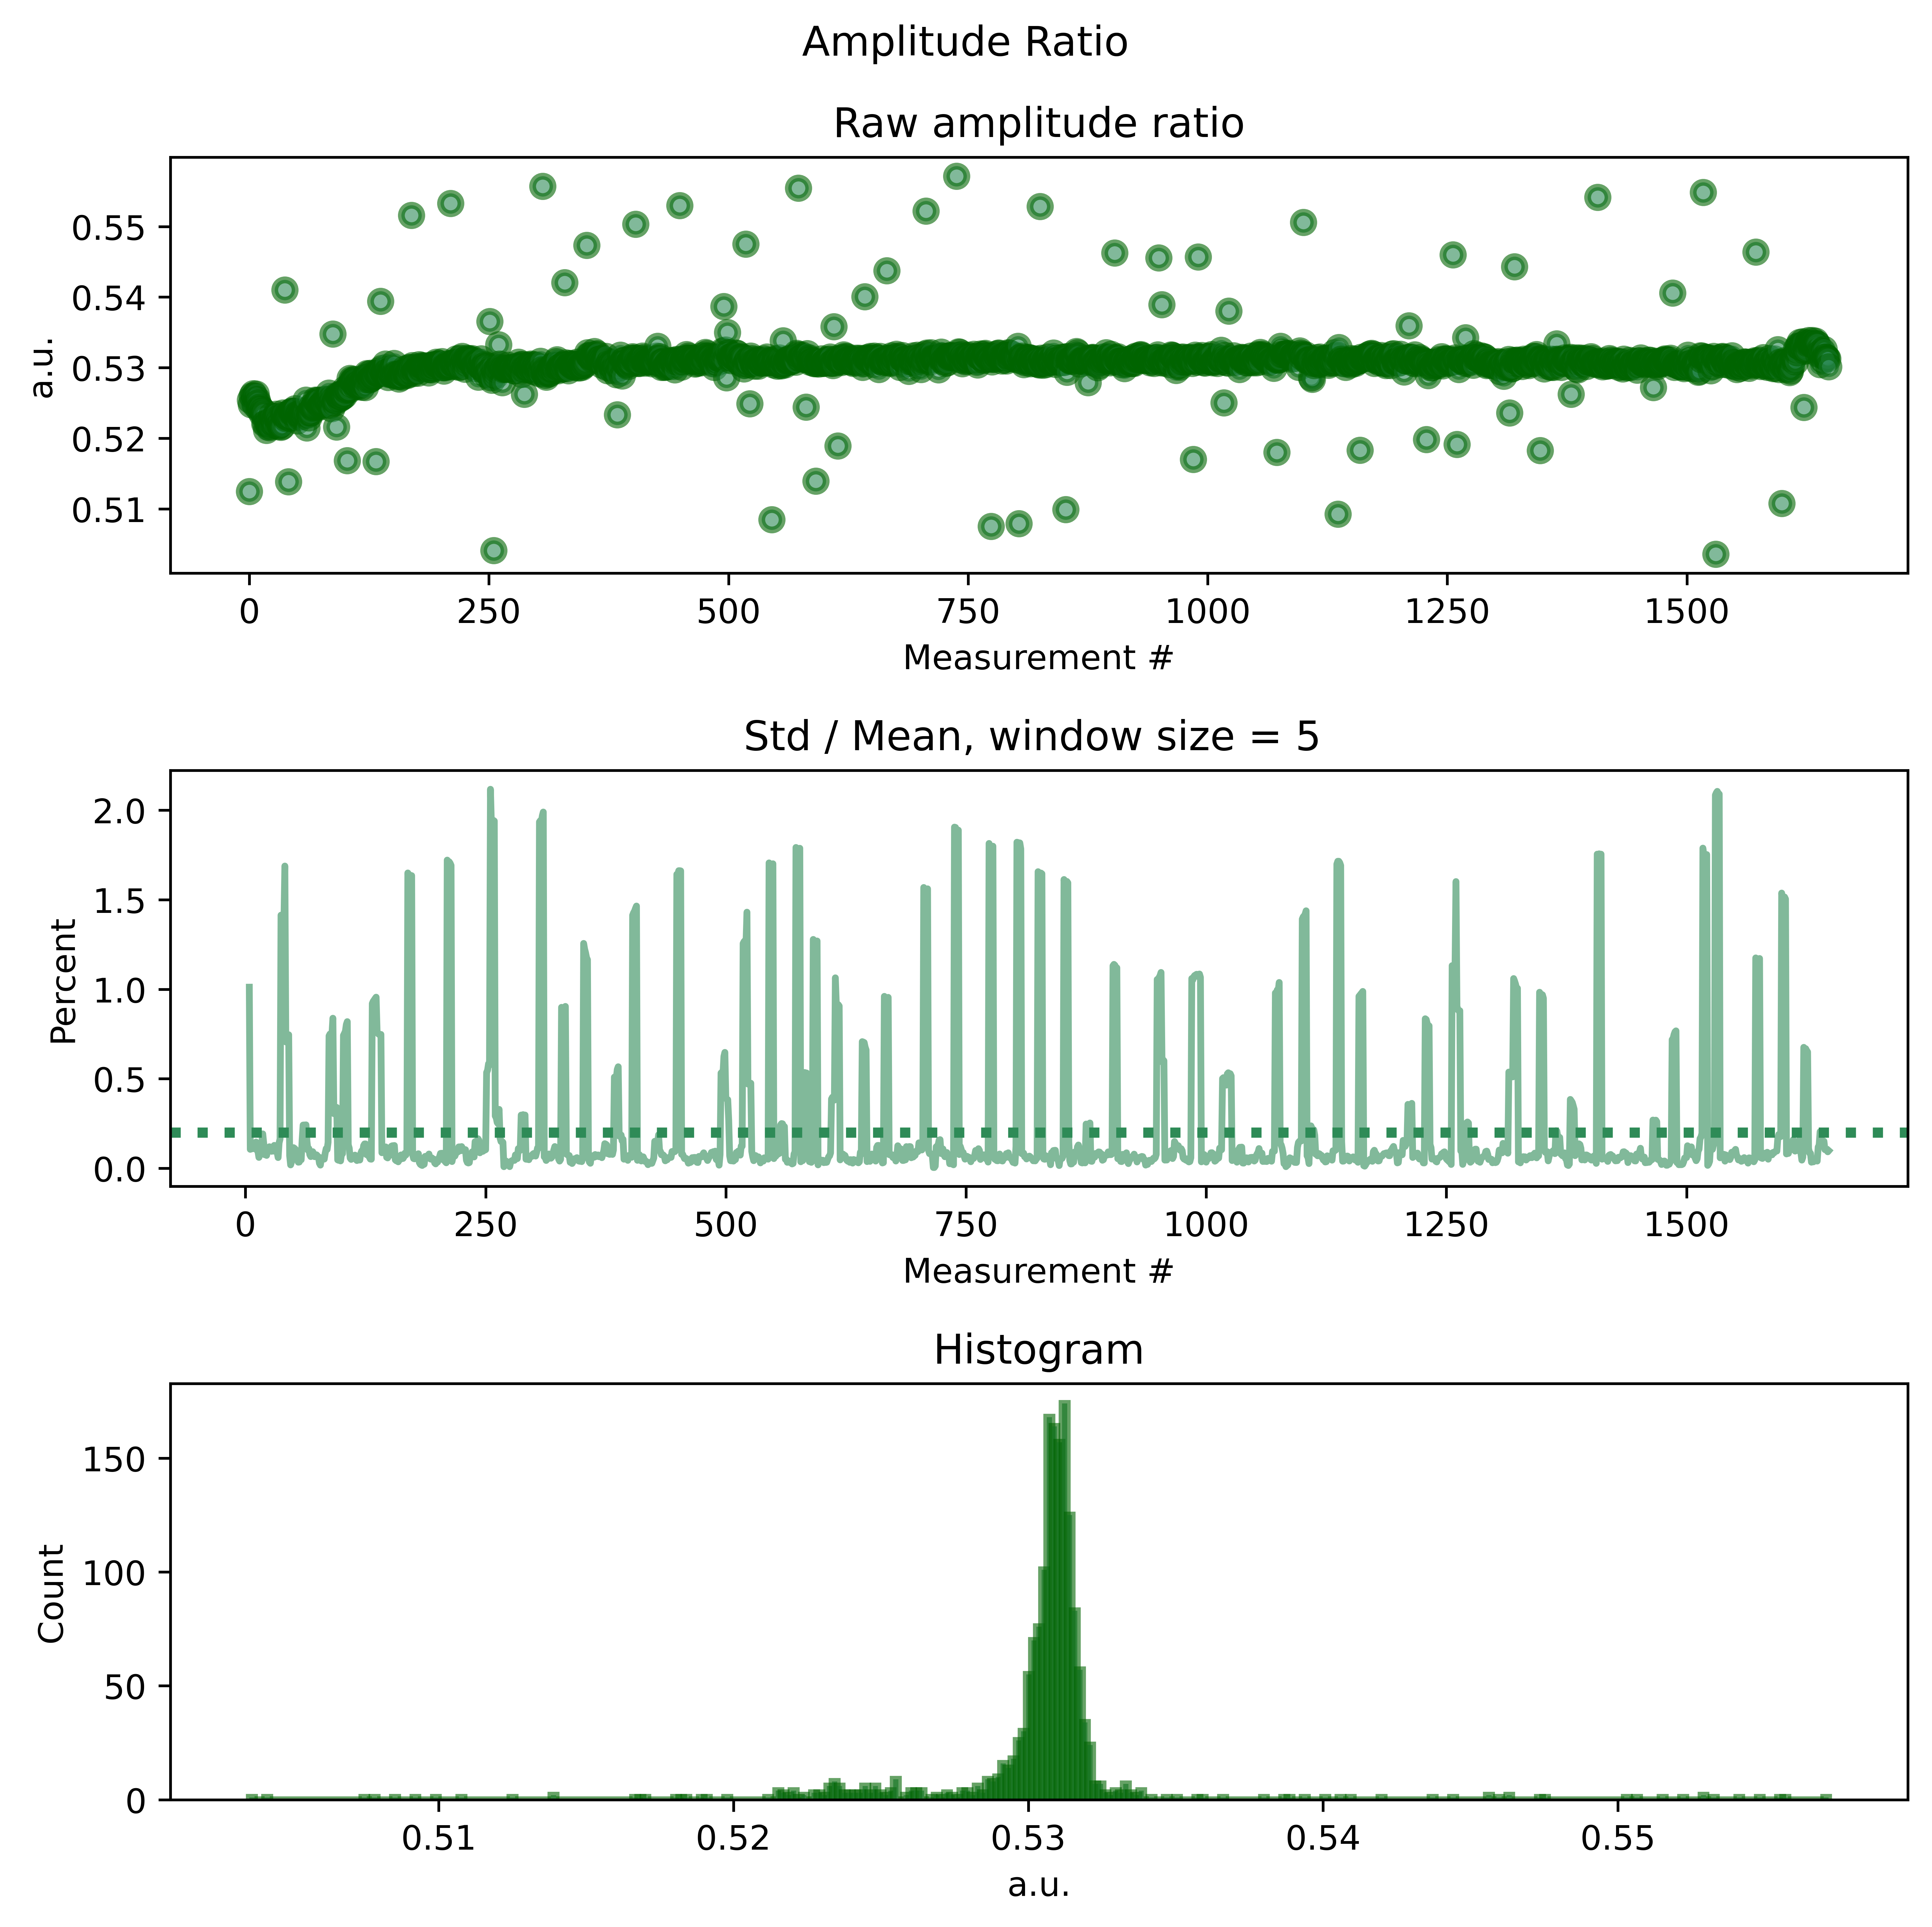 Amplitude Ratio
Raw amplitude ratio
0.55
0.54
0.53
0.52
0.51
a.u.
0 250 500 750 1000 1250 1500
Measurement #
Std / Mean, window size = 5
2.0
1.5
1.0
0.5
0.0
Percent
0 250 500 750 1000 1250 1500
Measurement #
Histogram
150
100
50
0
Count
0.51 0.52 0.53 0.54 0.55
a.u.